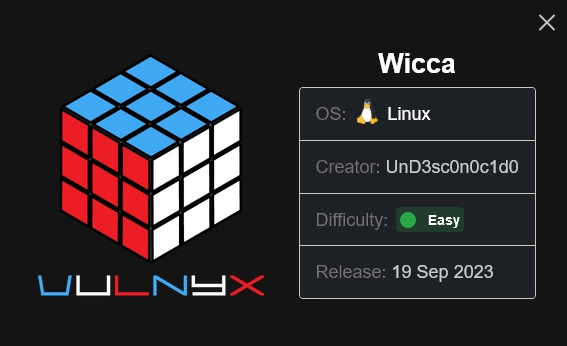 Wicca
OS: Linux
Creator: UnD3sc0n0c1d0
Difficulty: Easy
Release: 19 Sep 2023
VULNYX